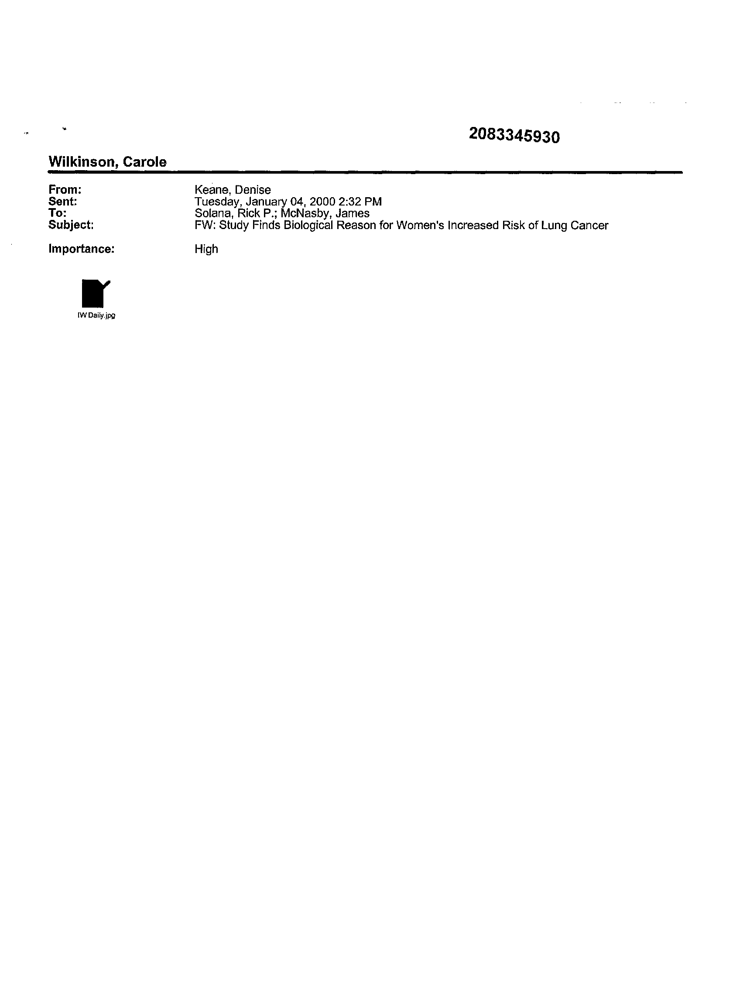 2083345930
Wilkinson, Carole
From: Keane, Denise
Sent: Tuesday, January 04, 2000 2:32 PM
To: Solana, Rick P.; McNasby, James
Subject: FW: Study Finds Biological Reason for Women's Increased Risk of Lung Cancer
Importance: High
IW Daily.jpg